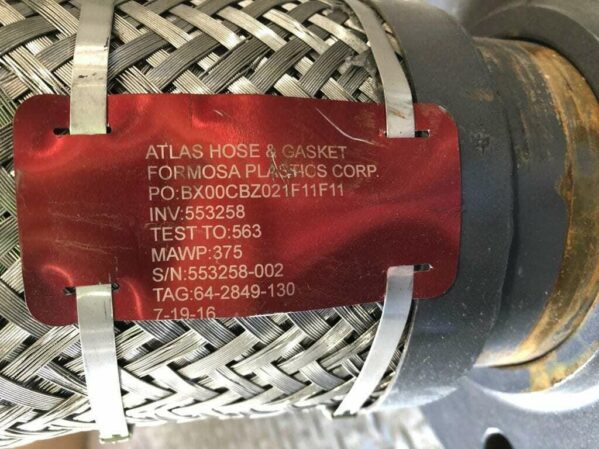 ATLAS HOSE & GASKET
FORMOSA PLASTICS CORP.
PO:BX00CBZ021F11F11
INV:553258
TEST TO:563
MAWP:375
S/N:553258-002
TAG:64-2849-130
7-19-16